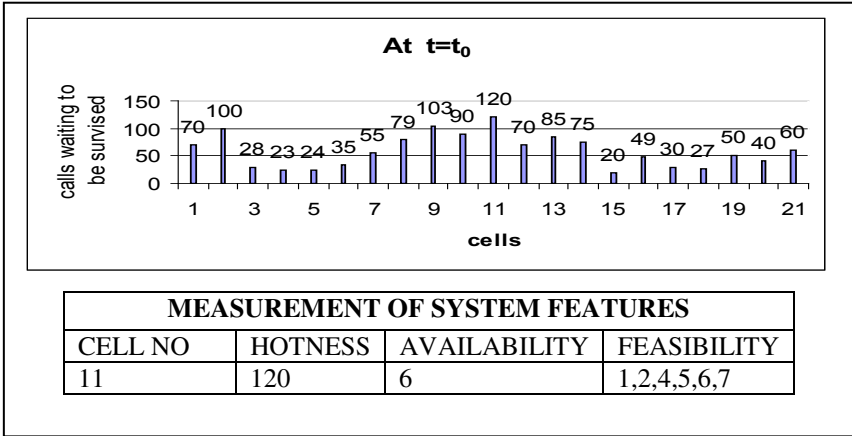 At t=t₀
calls waiting to
be survised
150
100
50
0
70 100 28 23 24 35 55 79 103 90 120 70 85 75 20 49 30 27 50 40 60
1 3 5 7 9 11 13 15 17 19 21
cells
MEASUREMENT OF SYSTEM FEATURES
CELL NO HOTNESS AVAILABILITY FEASIBILITY
11 120 6 1,2,4,5,6,7